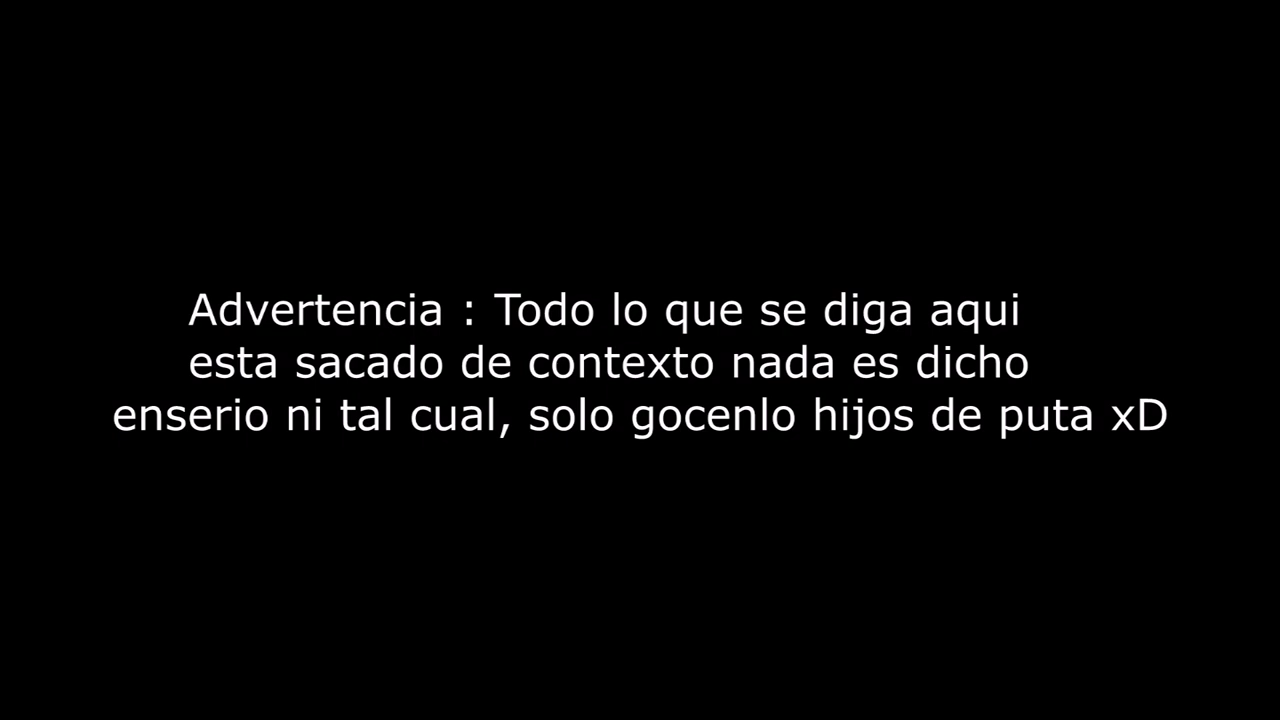 Advertencia : Todo lo que se diga aqui
esta sacado de contexto nada es dicho
enserio ni tal cual, solo gocenlo hijos de puta xD